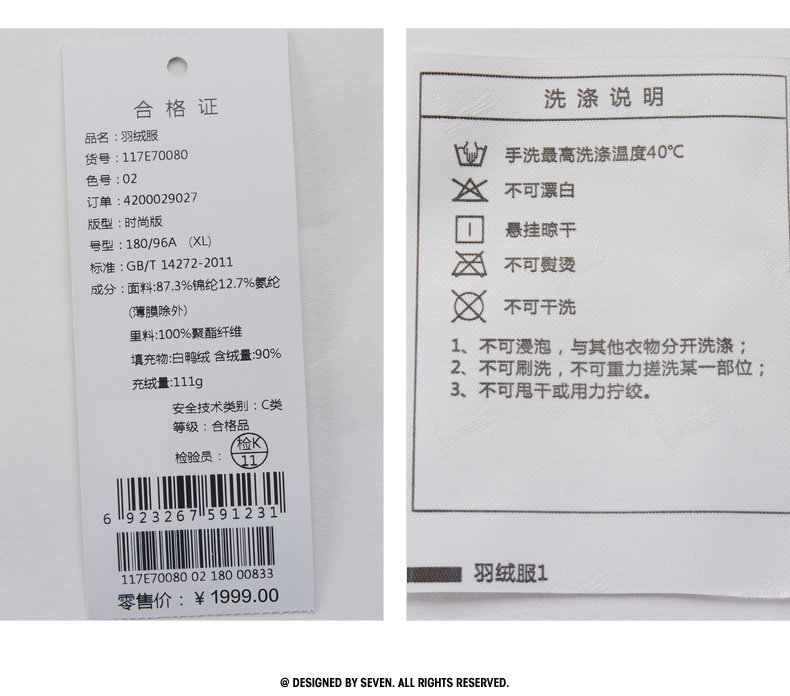 合格证
品名：羽绒服
货号：117E70080
色号：02
订单：4200029027
版型：时尚版
号型：180/96A （XL）
标准：GB/T 14272-2011
成分：面料:87.3%锦纶12.7%氨纶
(薄膜除外)
里料:100%聚酯纤维
填充物:白鸭绒 含绒量:90%
充绒量:111g
安全技术类别：C类
等级：合格品
检验员：
检K
11
6 923267 591231
117E70080 02 180 00833
零售价：￥1999.00
洗涤说明
手洗最高洗涤温度40℃
不可漂白
悬挂晾干
不可熨烫
不可干洗
1、不可浸泡，与其他衣物分开洗涤；
2、不可刷洗，不可重力搓洗某一部位；
3、不可甩干或用力拧绞。
羽绒服1
@ DESIGNED BY SEVEN. ALL RIGHTS RESERVED.